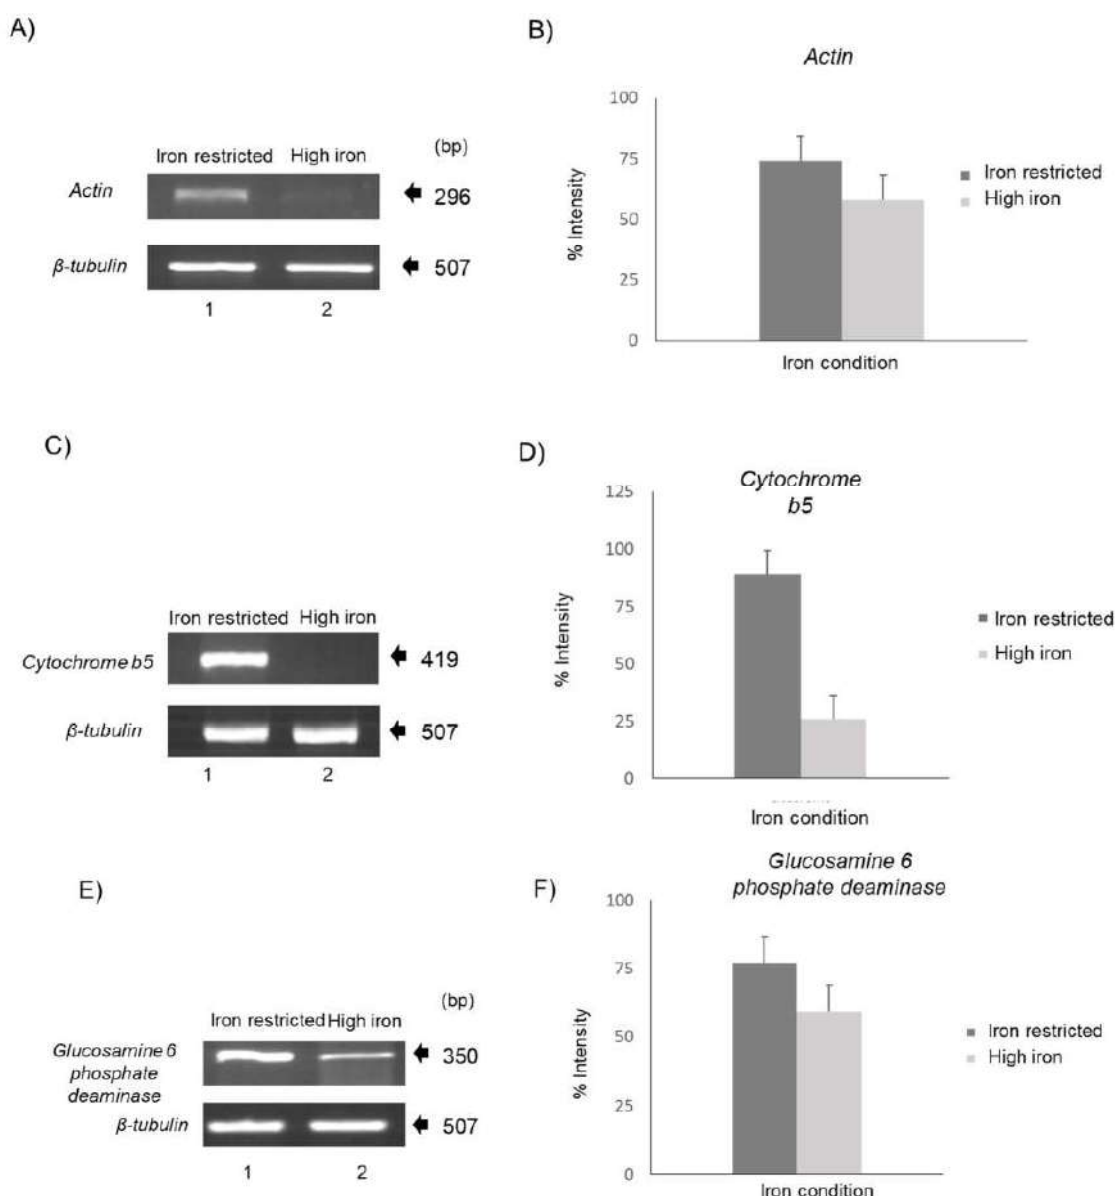 A)
Iron restricted High iron (bp)
Actin 296
β-tubulin 507
1 2
B)
Actin
100
75
50
25
0
% Intensity
Iron condition
Iron restricted
High iron
C)
Iron restricted High iron
Cytochrome b5 419
β-tubulin 507
1 2
D)
Cytochrome
b5
125
100
75
50
25
0
% Intensity
Iron condition
Iron restricted
High iron
E)
(bp)
Iron restricted High iron
Glucosamine 6
phosphate
deaminase
350
β-tubulin 507
1 2
F)
Glucosamine 6
phosphate deaminase
100
75
50
25
0
% Intensity
Iron condition
Iron restricted
High iron